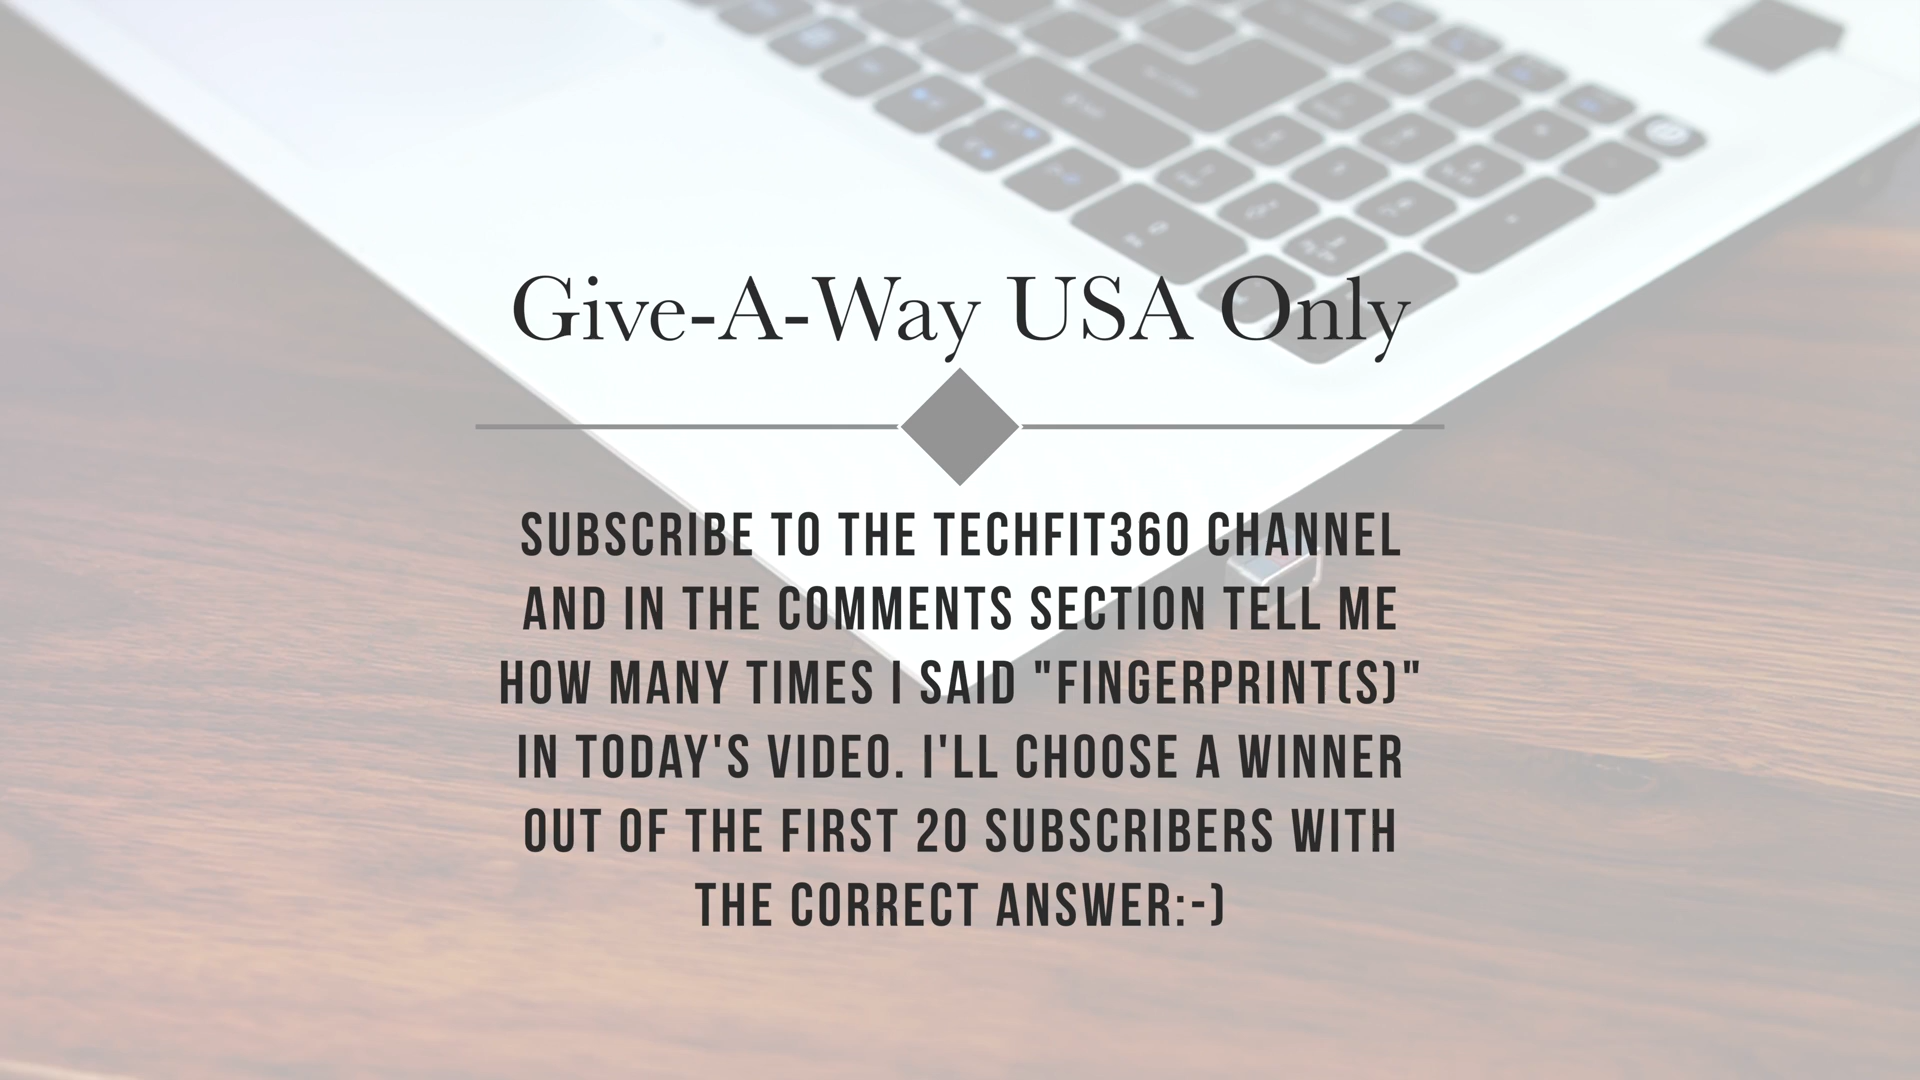 Give-A-Way USA Only
SUBSCRIBE TO THE TECHFIT360 CHANNEL
AND IN THE COMMENTS SECTION TELL ME
HOW MANY TIMES I SAID "FINGERPRINT(S)"
IN TODAY'S VIDEO. I'LL CHOOSE A WINNER
OUT OF THE FIRST 20 SUBSCRIBERS WITH
THE CORRECT ANSWER:-)